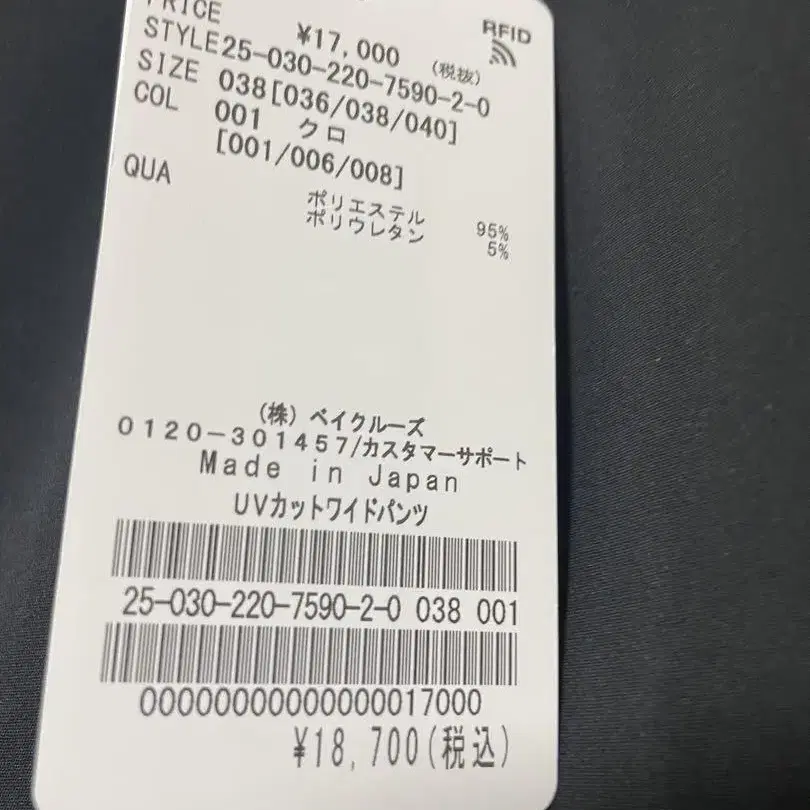 PRICE ¥17,000 (税抜) RFID
STYLE 25-030-220-7590-2-0
SIZE 038[036/038/040]
COL 001 クロ
[001/006/008]
QUA
ポリエステル 95%
ポリウレタン 5%
(株) ベイクルーズ
0120-301457/カスタマーサポート
Made in Japan
UVカットワイドパンツ
25-030-220-7590-2-0 038 001
00000000000000017000
¥18,700(税込)